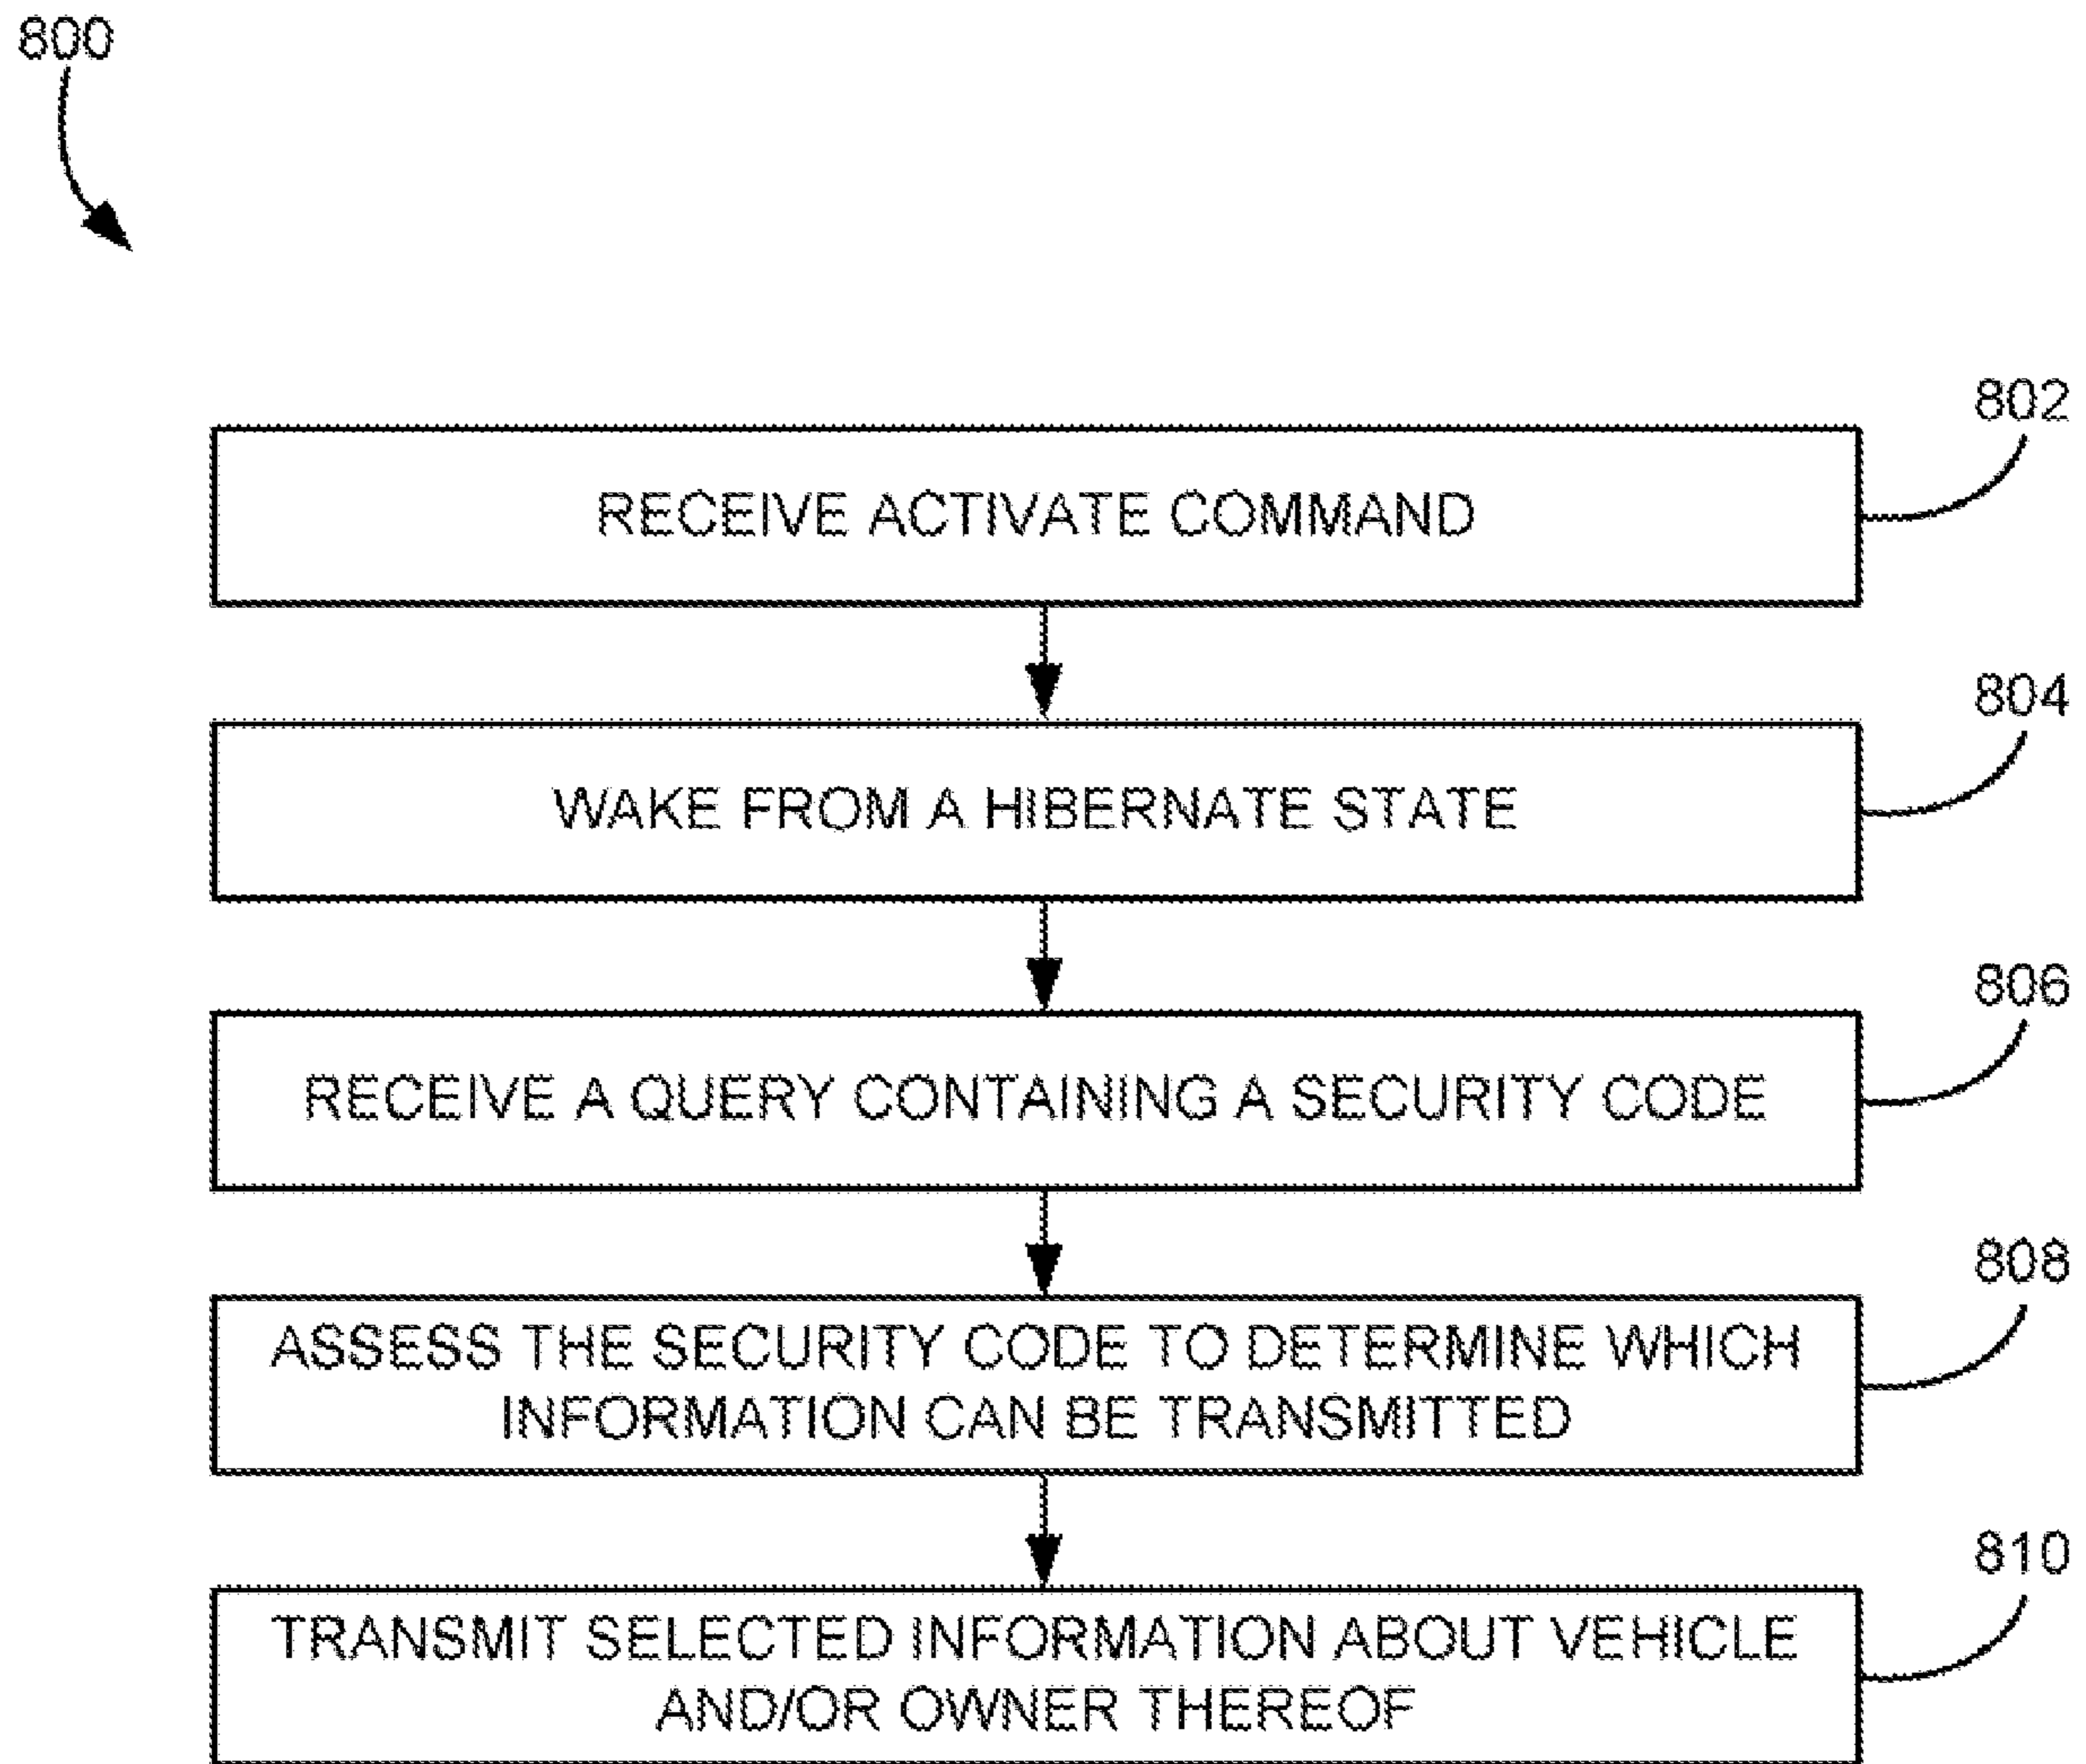 800
802
RECEIVE ACTIVATE COMMAND
804
WAKE FROM A HIBERNATE STATE
806
RECEIVE A QUERY CONTAINING A SECURITY CODE
808
ASSESS THE SECURITY CODE TO DETERMINE WHICH
INFORMATION CAN BE TRANSMITTED
810
TRANSMIT SELECTED INFORMATION ABOUT VEHICLE
AND/OR OWNER THEREOF